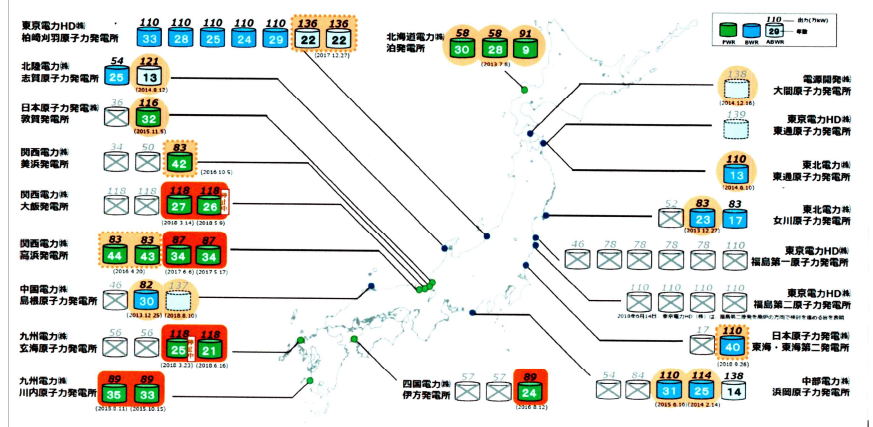 東京電力HD㈱
柏崎刈羽原子力発電所
110 110 110 110 110 136 136
33 28 25 24 29 22 22
(2017.12.27)
北海道電力㈱
泊発電所
58 58 91
30 28 9
(2013.7.8)
110 出力(万kW)
29 年数
PWR BWR ABWR
北陸電力㈱
志賀原子力発電所
54 121
25 13
(2014.8.12)
日本原子力発電㈱
敦賀発電所
36 116
32
(2015.11.5)
関西電力㈱
美浜発電所
34 50 83
42
(2016.10.5)
関西電力㈱
大飯発電所
118 118 118 118
27 26
(2018.3.14) (2018.5.9)
関西電力㈱
高浜発電所
83 83 87 87
44 43 34 34
(2016.4.20) (2017.6.6) (2017.5.17)
中国電力㈱
島根原子力発電所
46 82 137
30
(2013.12.25) (2018.8.10)
九州電力㈱
玄海原子力発電所
56 56 118 118
25 21
(2018.3.23) (2018.6.16)
九州電力㈱
川内原子力発電所
89 89
35 33
(2015.8.11) (2015.10.15)
四国電力㈱
伊方発電所
57 57 89
24
(2016.8.12)
138
(2014.12.16)
電源開発㈱
大間原子力発電所
139
東京電力HD㈱
東通原子力発電所
110
13
(2014.6.10)
東北電力㈱
東通原子力発電所
52 83 83
23 17
(2013.12.27)
東北電力㈱
女川原子力発電所
46 78 78 78 78 110
東京電力HD㈱
福島第一原子力発電所
110 110 110 110
東京電力HD㈱
福島第二原子力発電所
17 110
40
(2018.9.26)
日本原子力発電㈱
東海・東海第二発電所
54 84 110 110 138
31 25 14
(2015.6.16) (2014.2.14)
中部電力㈱
浜岡原子力発電所